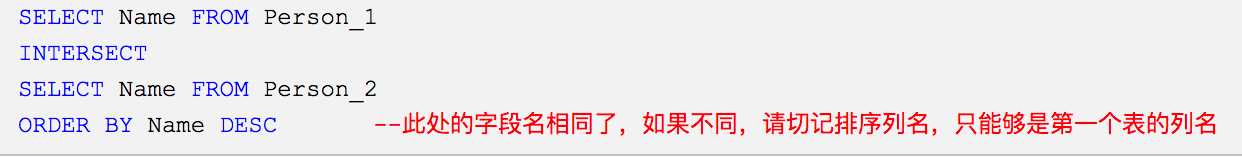 SELECT Name FROM Person_1
INTERSECT
SELECT Name FROM Person_2
ORDER BY Name DESC --此处的字段名相同了，如果不同，请切记排序列名，只能够是第一个表的列名